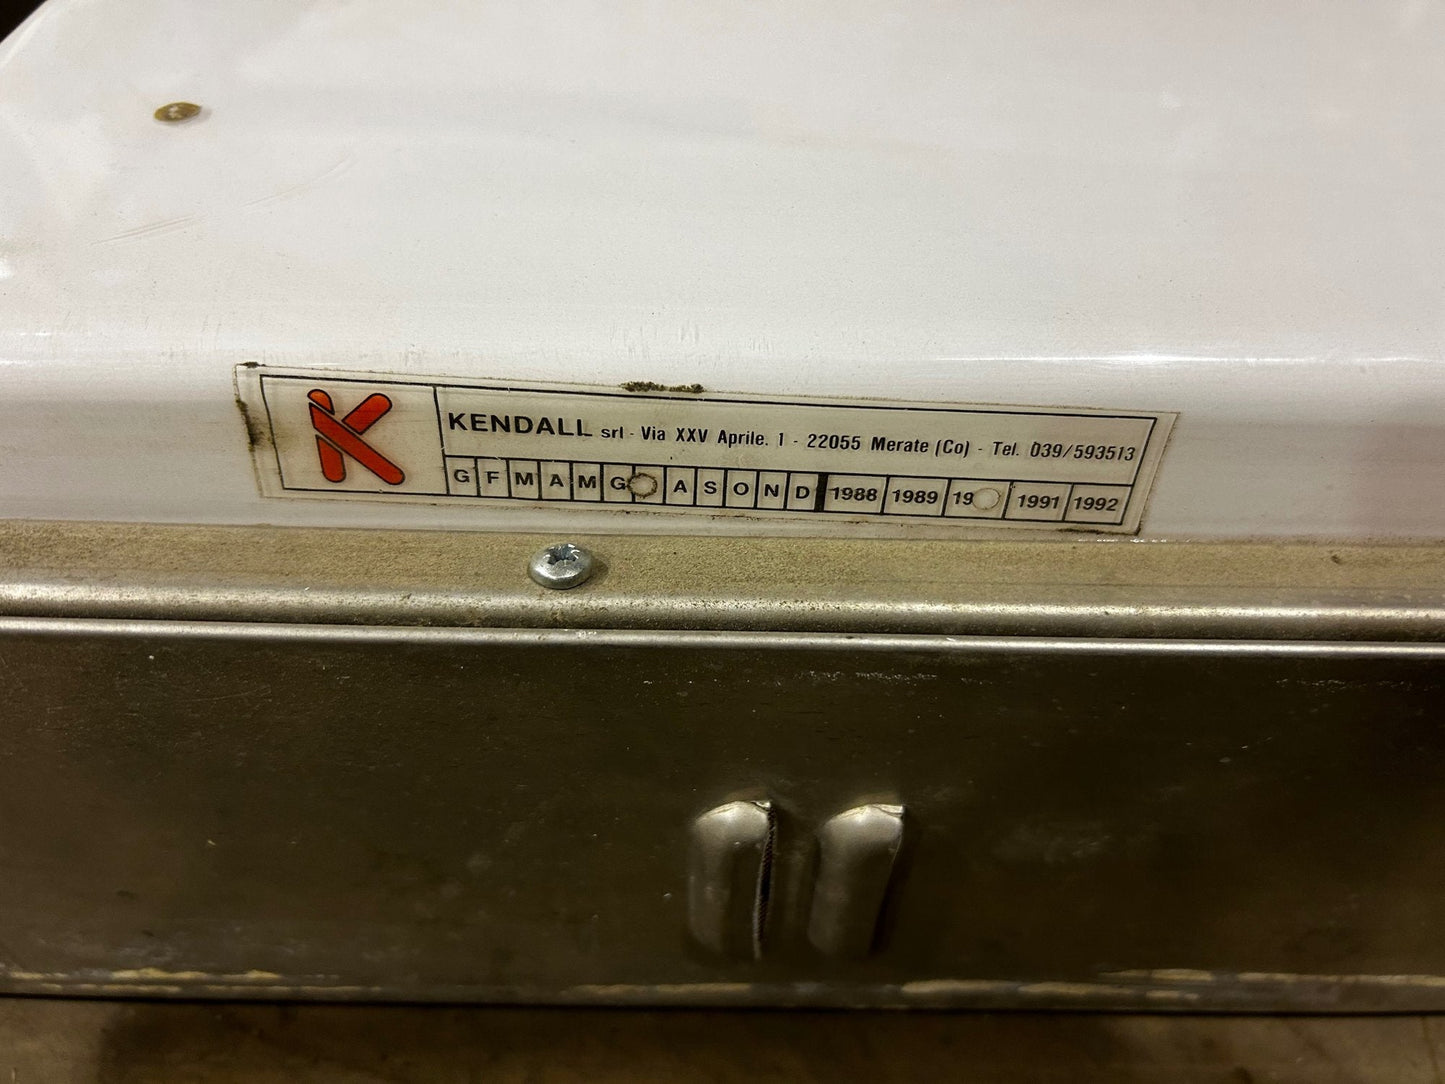 KENDALL srl - Via XXV Aprile. 1 - 22055 Merate (Co) - Tel. 039/593513
G F M A M G A S O N D 1988 1989 19 1991 1992